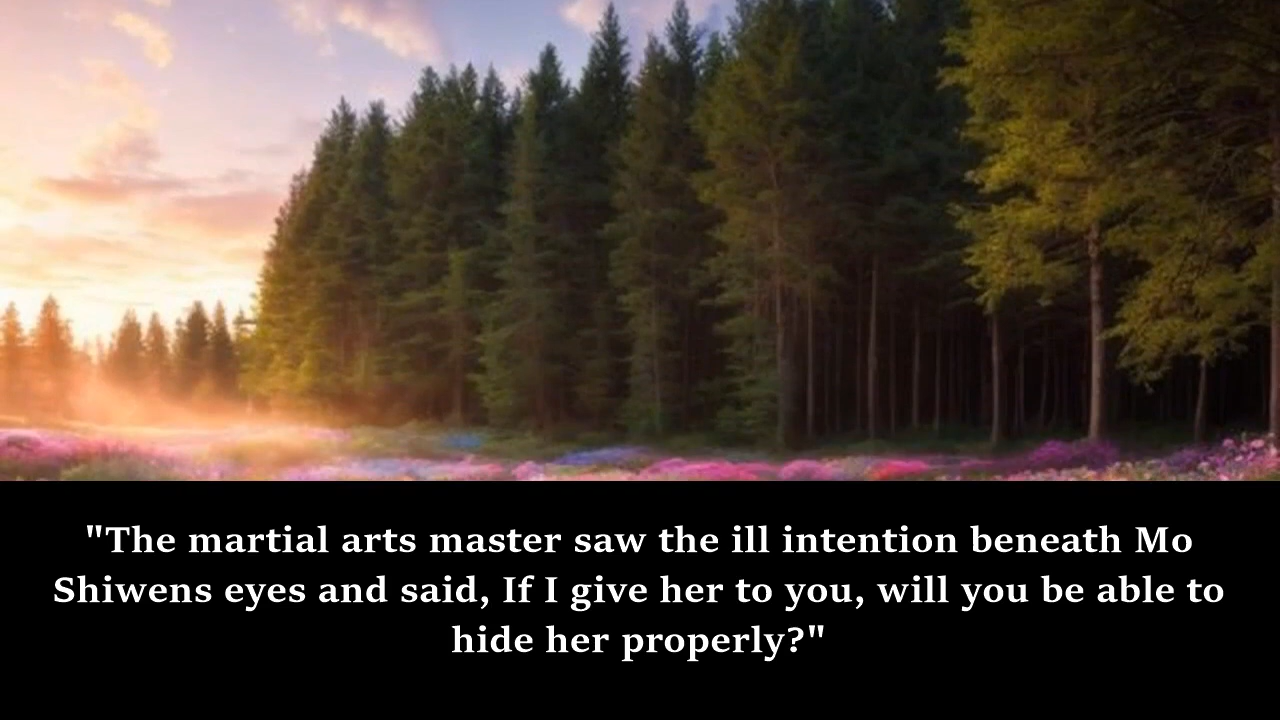 "The martial arts master saw the ill intention beneath Mo
Shiwens eyes and said, If I give her to you, will you be able to
hide her properly?"